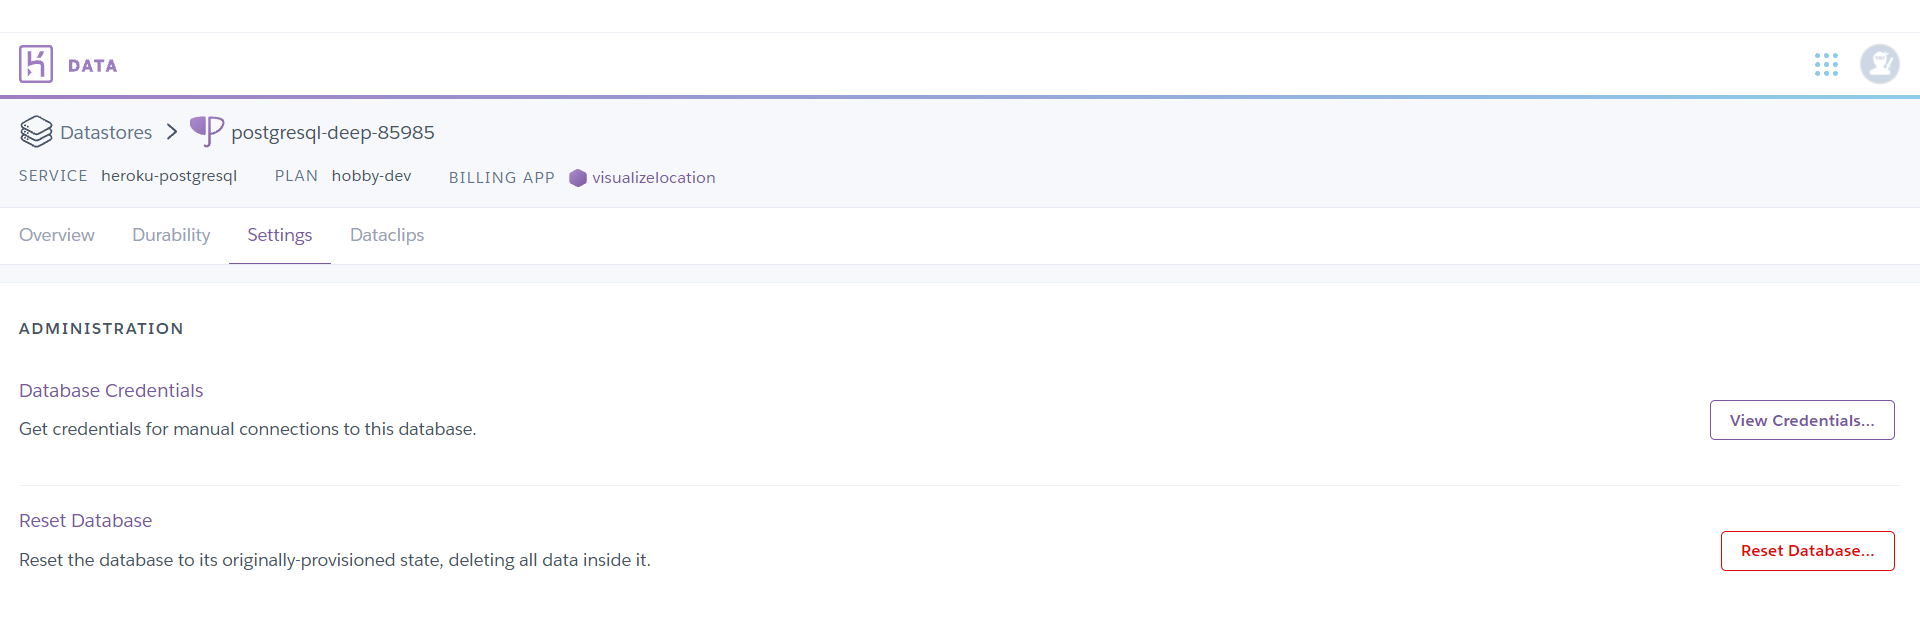 DATA
Datastores postgresql-deep-85985
SERVICE heroku-postgresql PLAN hobby-dev BILLING APP visualizelocation
Overview Durability Settings Dataclips
ADMINISTRATION
Database Credentials
Get credentials for manual connections to this database.
View Credentials...
Reset Database
Reset the database to its originally-provisioned state, deleting all data inside it.
Reset Database...